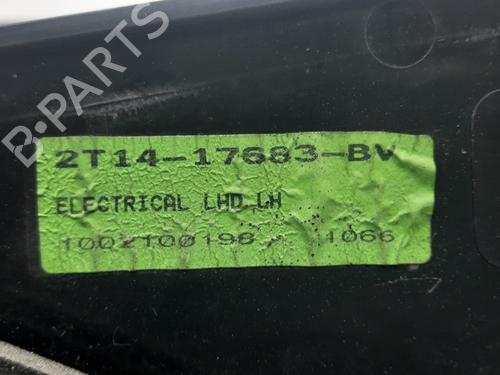 B-PARTS
2T14-17683-BV
ELECTRICAL LHD LH
1002100198 1066